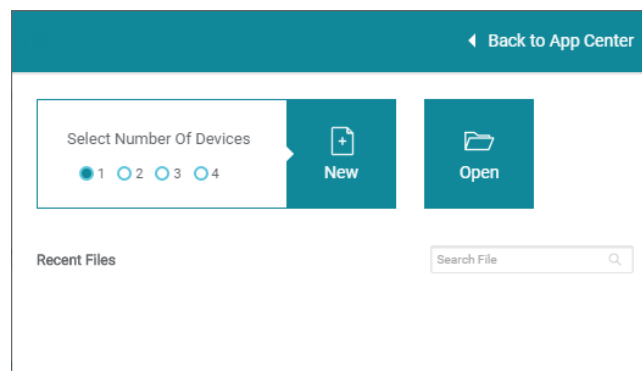 Back to App Center
Select Number Of Devices
1 2 3 4
New
Open
Recent Files
Search File